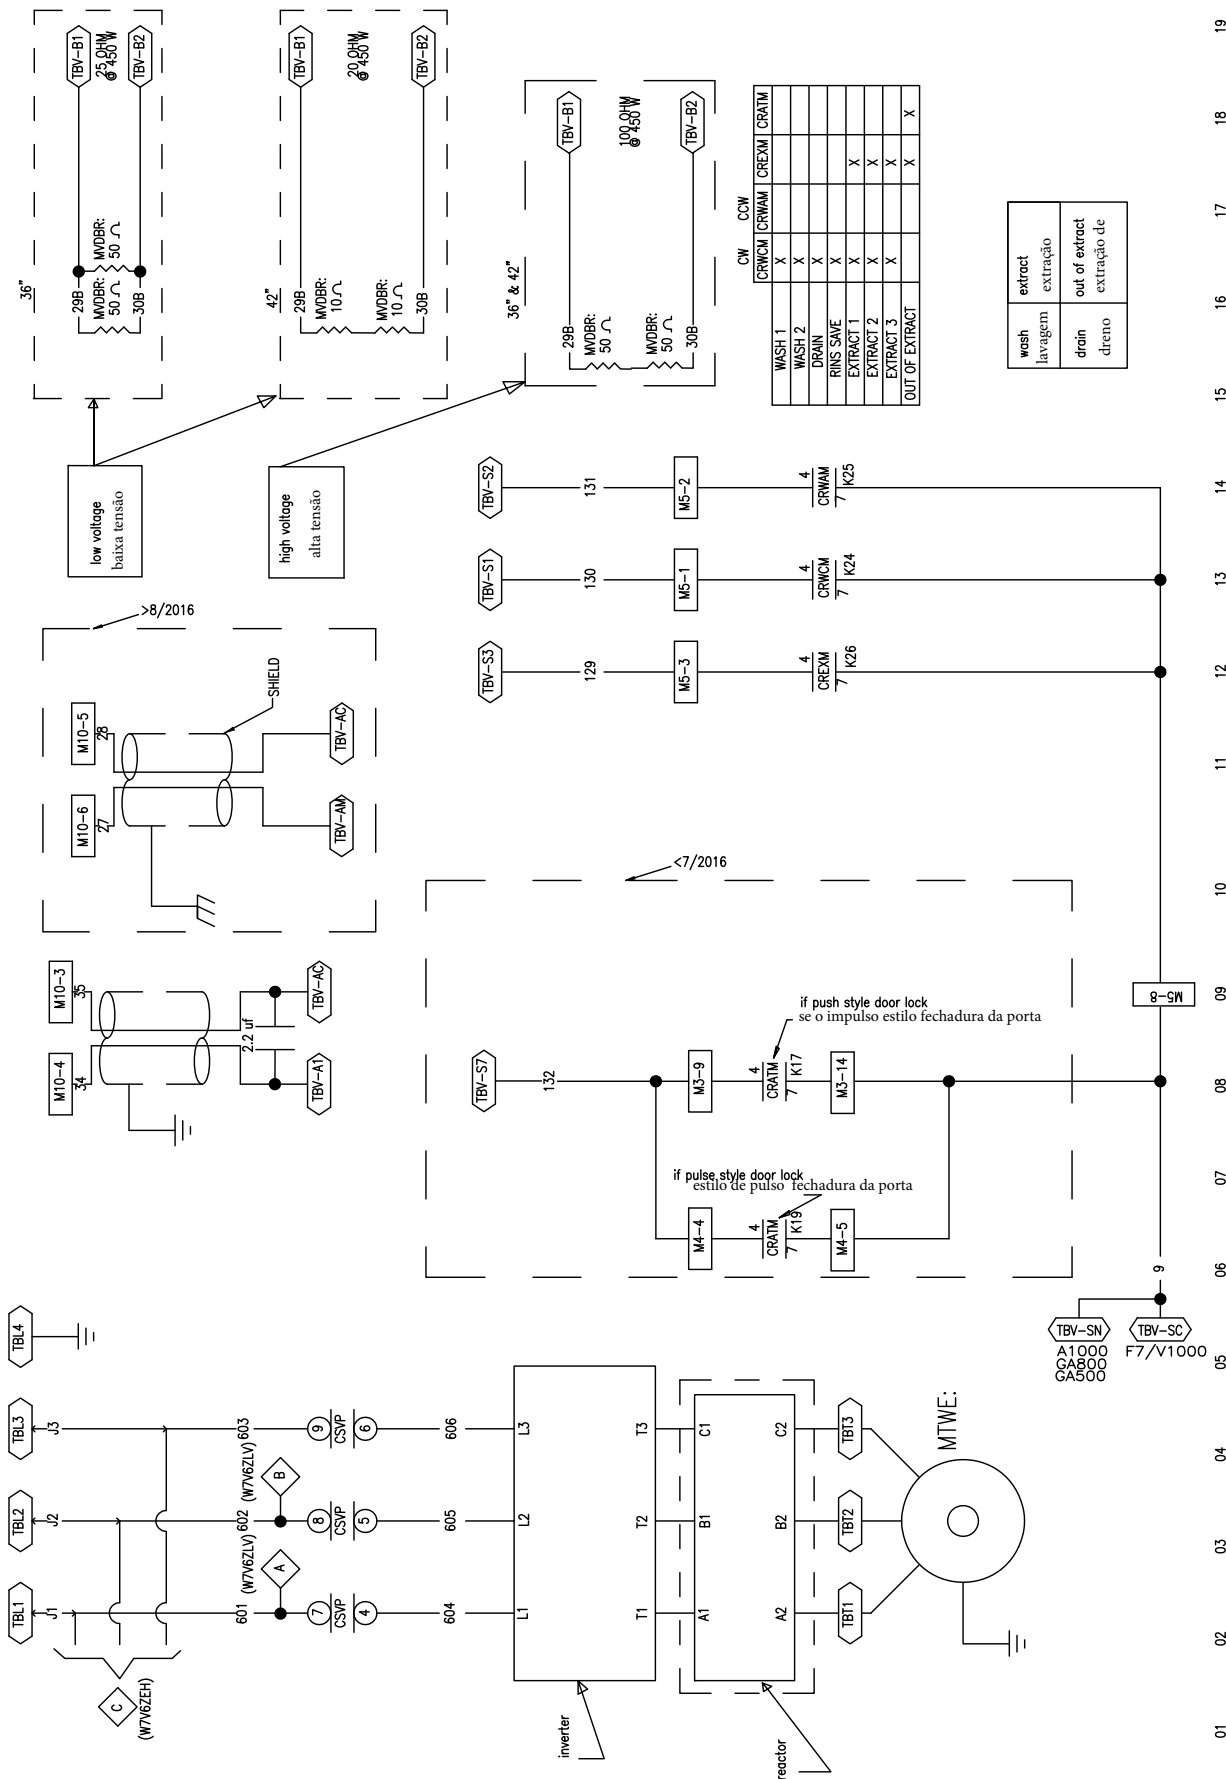 TBL1
TBL2
TBL3
TBL4
J1
J2
J3
C
(W7V6ZEH)
601 (W7V6ZLV)
602 (W7V6ZLV)
603
A
B
7
CSVP
4
8
CSVP
5
9
CSVP
6
604
605
606
L1
L2
L3
T1
T2
T3
inverter
A1
B1
C1
A2
B2
C2
reactor
TBT1
TBT2
TBT3
MTWE:
TBV-SN
A1000
GA800
GA500
TBV-SC
F7/V1000
9
M10-4
34
M10-3
35
2.2 uf
TBV-A1
TBV-AC
M10-6
27
M10-5
28
SHIELD
TBV-AM
TBV-AC
>8/2016
<7/2016
TBV-S7
132
M4-4
4
CRATM
7
K19
M4-5
if pulse style door lock
estilo de pulso fechadura da porta
M3-9
4
CRATM
7
K17
M3-14
if push style door lock
se o impulso estilo fechadura da porta
M5-8
TBV-S3
129
M5-3
4
CREXM
7
K26
TBV-S1
130
M5-1
4
CRWCM
7
K24
TBV-S2
131
M5-2
4
CRWAM
7
K25
low voltage
baixa tensão
high voltage
alta tensão
36"
29B
MVDBR:
50 Ω
MVDBR:
50 Ω
30B
TBV-B1
25 OHM
@ 450 W
TBV-B2
42"
29B
MVDBR:
10 Ω
MVDBR:
10 Ω
30B
TBV-B1
20 OHM
@ 450 W
TBV-B2
36" & 42"
29B
MVDBR:
50 Ω
MVDBR:
50 Ω
30B
TBV-B1
100 OHM
@ 450 W
TBV-B2
CW CCW
CRWCM CRWAM CREXM CRATM
WASH 1 X
WASH 2 X
DRAIN X
RINS SAVE X
EXTRACT 1 X X
EXTRACT 2 X X
EXTRACT 3 X X
OUT OF EXTRACT X X
wash
lavagem
extract
extração
drain
dreno
out of extract
extração de
01
02
03
04
05
06
07
08
09
10
11
12
13
14
15
16
17
18
19